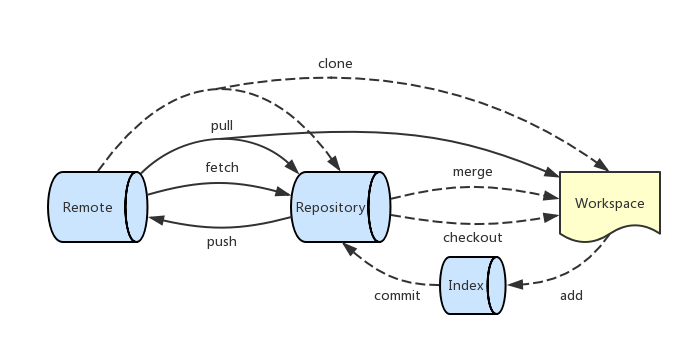 clone
pull
fetch
merge
Remote
Repository
Workspace
push
checkout
Index
commit
add